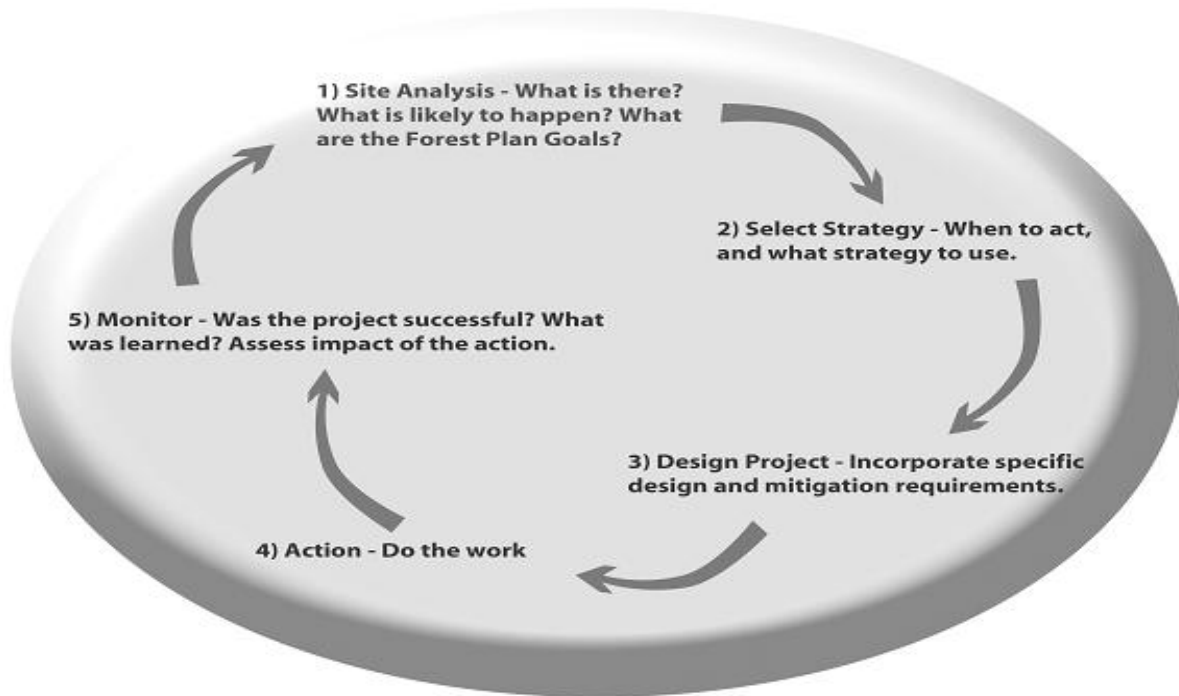 1) Site Analysis - What is there?
What is likely to happen? What
are the Forest Plan Goals?
2) Select Strategy - When to act,
and what strategy to use.
3) Design Project - Incorporate specific
design and mitigation requirements.
4) Action - Do the work
5) Monitor - Was the project successful? What
was learned? Assess impact of the action.